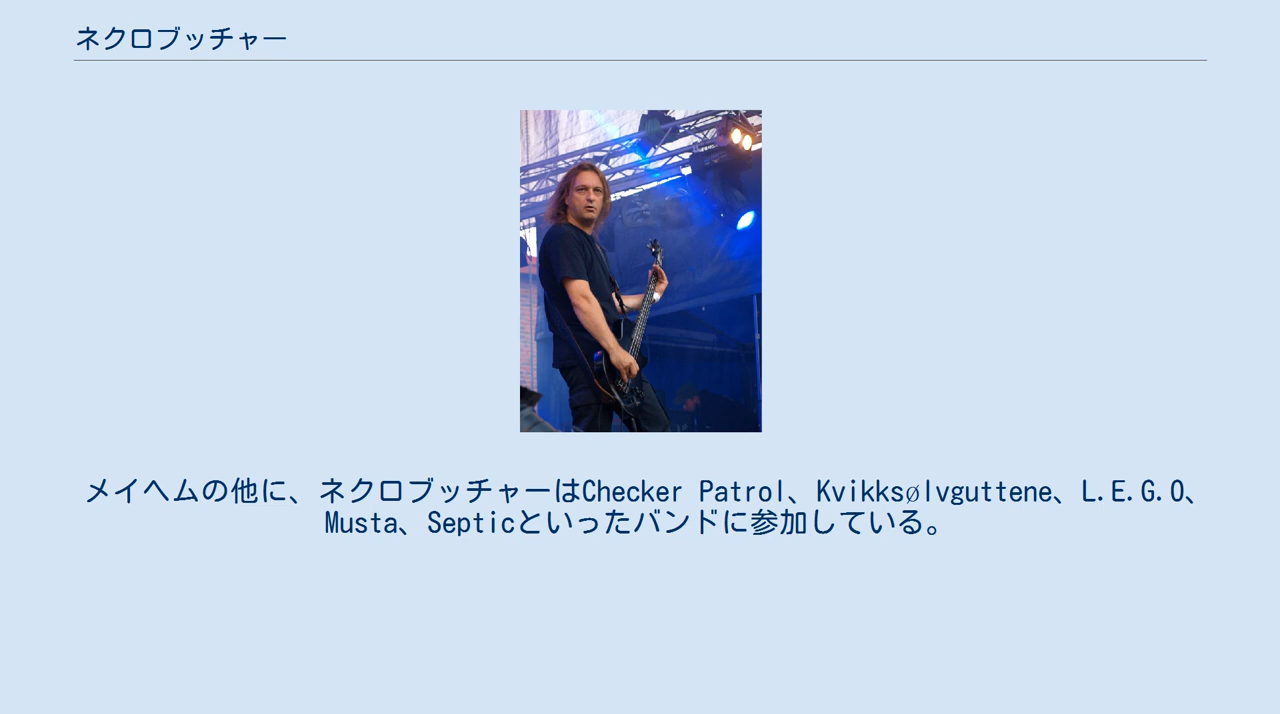 ネクロブッチャー
メイヘムの他に、ネクロブッチャーはChecker Patrol、Kvikksølvguttene、L.E.G.O、
Musta、Septicといったバンドに参加している。